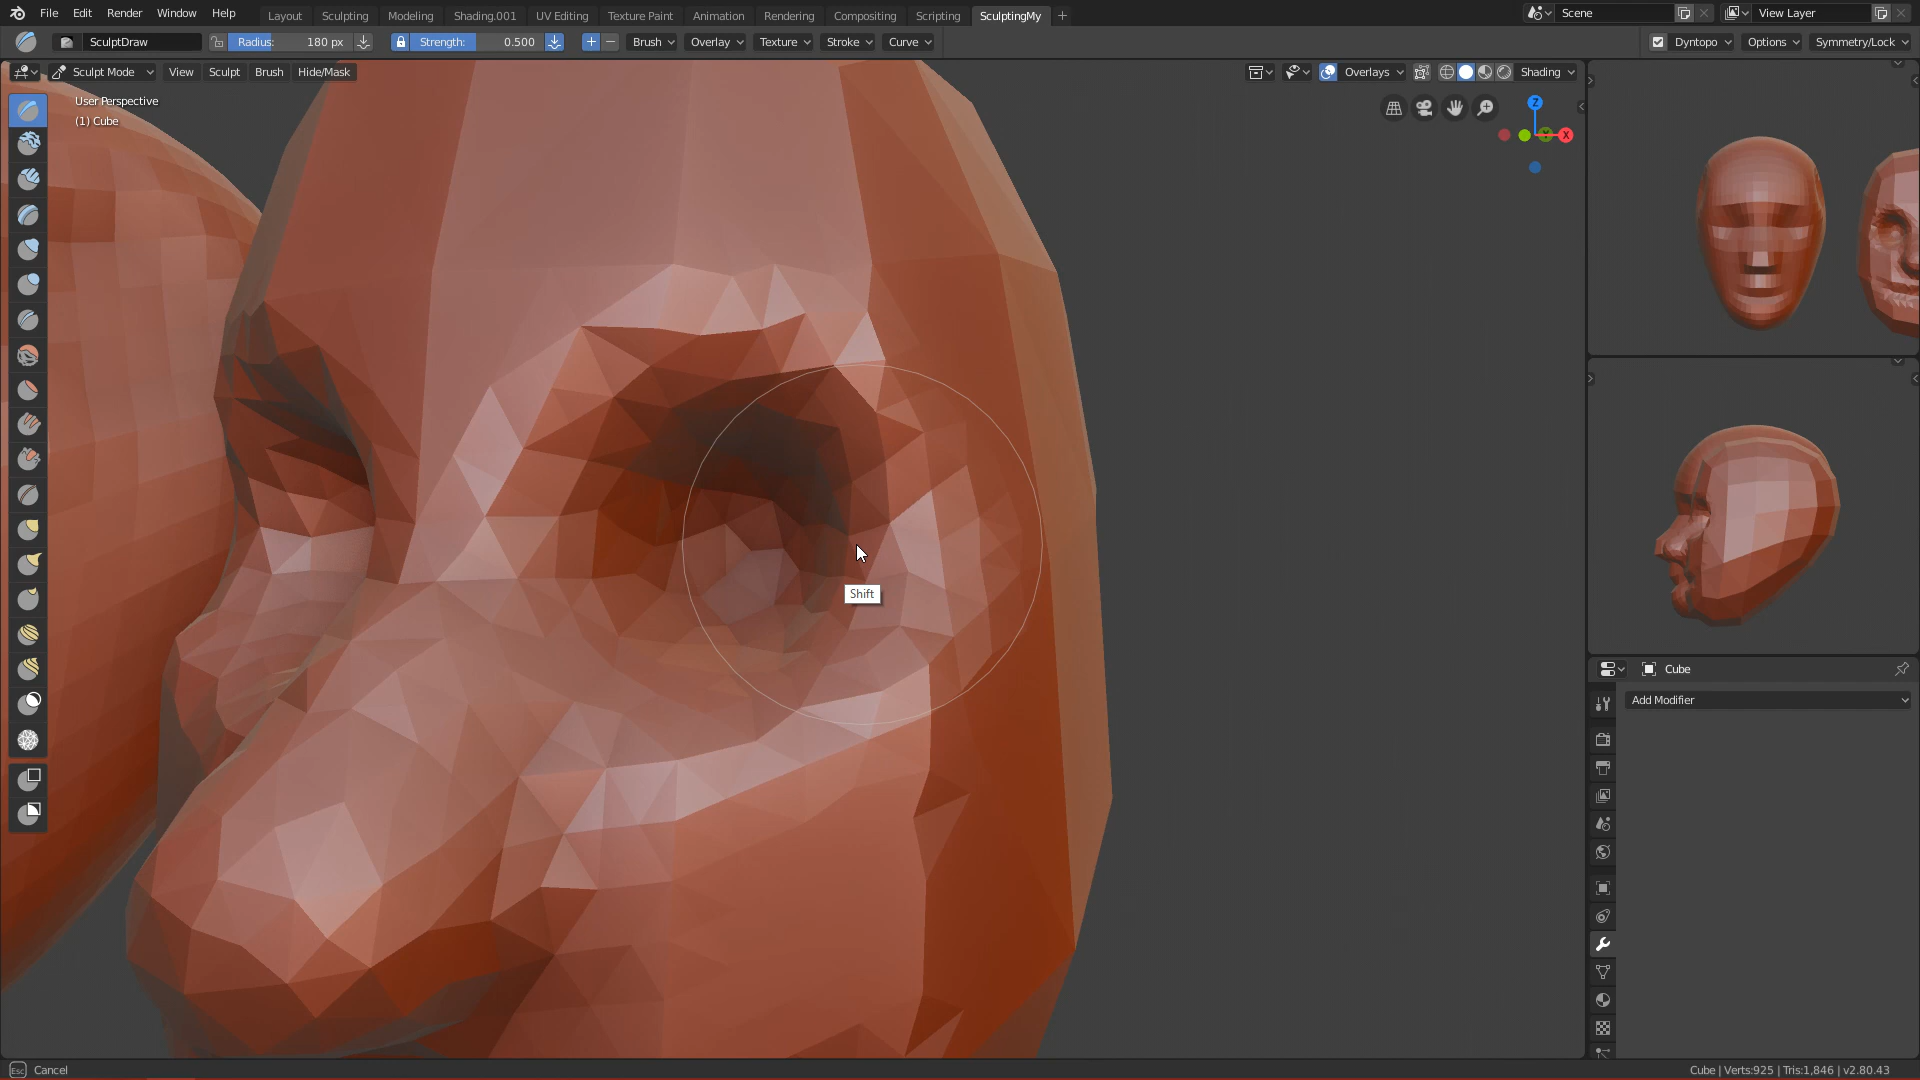 File Edit Render Window Help Layout Sculpting Modeling Shading.001 UV Editing Texture Paint Animation Rendering Compositing Scripting SculptingMy + Scene View Layer
SculptDraw Radius: 180 px Strength: 0.500 Brush Overlay Texture Stroke Curve Dyntopo Options Symmetry/Lock
Sculpt Mode View Sculpt Brush Hide/Mask Overlays Shading
User Perspective
(1) Cube
Z
X
Shift
Cube
Add Modifier
Esc Cancel Cube | Verts:925 | Tris:1,846 | v2.80.43